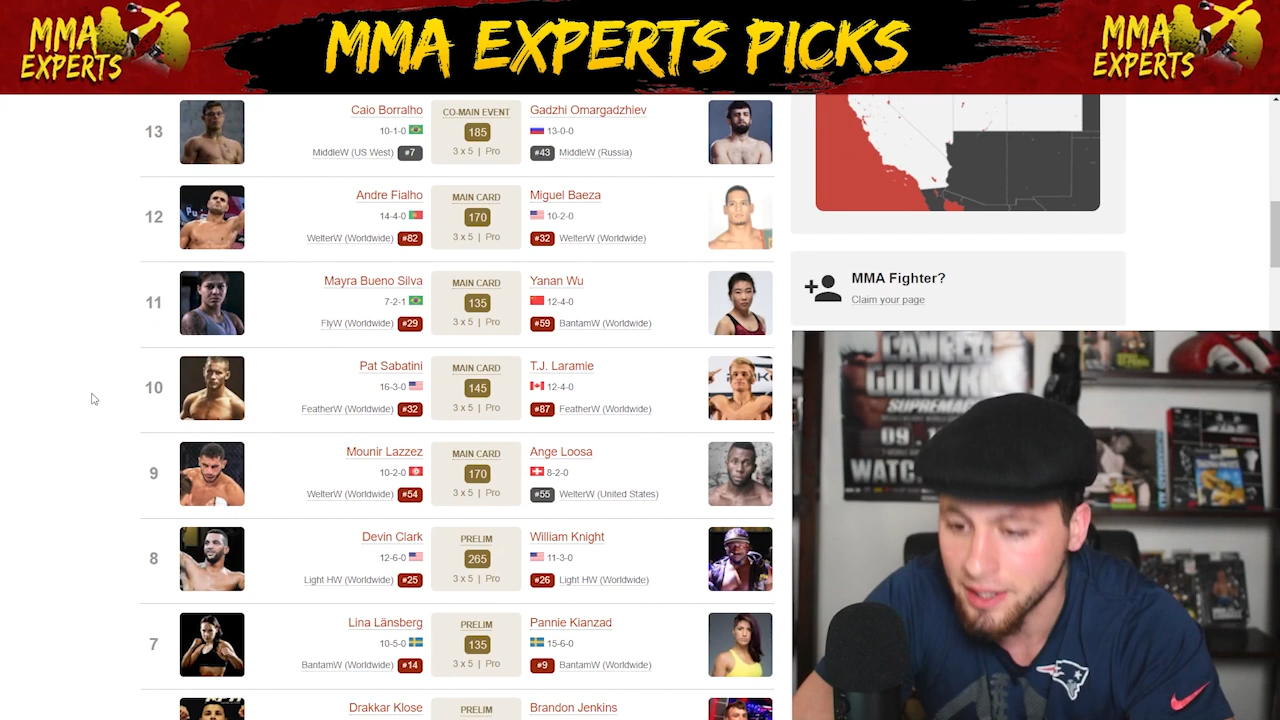 MMA
EXPERTS
MMA EXPERTS PICKS
MMA
EXPERTS
13
Caio Borralho
10-1-0
MiddleW (US West) #7
CO-MAIN EVENT
185
3 x 5 | Pro
Gadzhi Omargadzhiev
13-0-0
#43 MiddleW (Russia)
12
Andre Fialho
14-4-0
WelterW (Worldwide) #82
MAIN CARD
170
3 x 5 | Pro
Miguel Baeza
10-2-0
#32 WelterW (Worldwide)
11
Mayra Bueno Silva
7-2-1
FlyW (Worldwide) #29
MAIN CARD
135
3 x 5 | Pro
Yanan Wu
12-4-0
#59 BantamW (Worldwide)
10
Pat Sabatini
16-3-0
FeatherW (Worldwide) #32
MAIN CARD
145
3 x 5 | Pro
T.J. Laramie
12-4-0
#87 FeatherW (Worldwide)
9
Mounir Lazzez
10-2-0
WelterW (Worldwide) #54
MAIN CARD
170
3 x 5 | Pro
Ange Loosa
8-2-0
#55 WelterW (United States)
8
Devin Clark
12-6-0
Light HW (Worldwide) #25
PRELIM
265
3 x 5 | Pro
William Knight
11-3-0
#26 Light HW (Worldwide)
7
Lina Länsberg
10-5-0
BantamW (Worldwide) #14
PRELIM
135
3 x 5 | Pro
Pannie Kianzad
15-6-0
#9 BantamW (Worldwide)
Drakkar Klose
PRELIM
Brandon Jenkins
MMA Fighter?
Claim your page
CANELO
GOLOVK
SUPREMAC
09
WATC